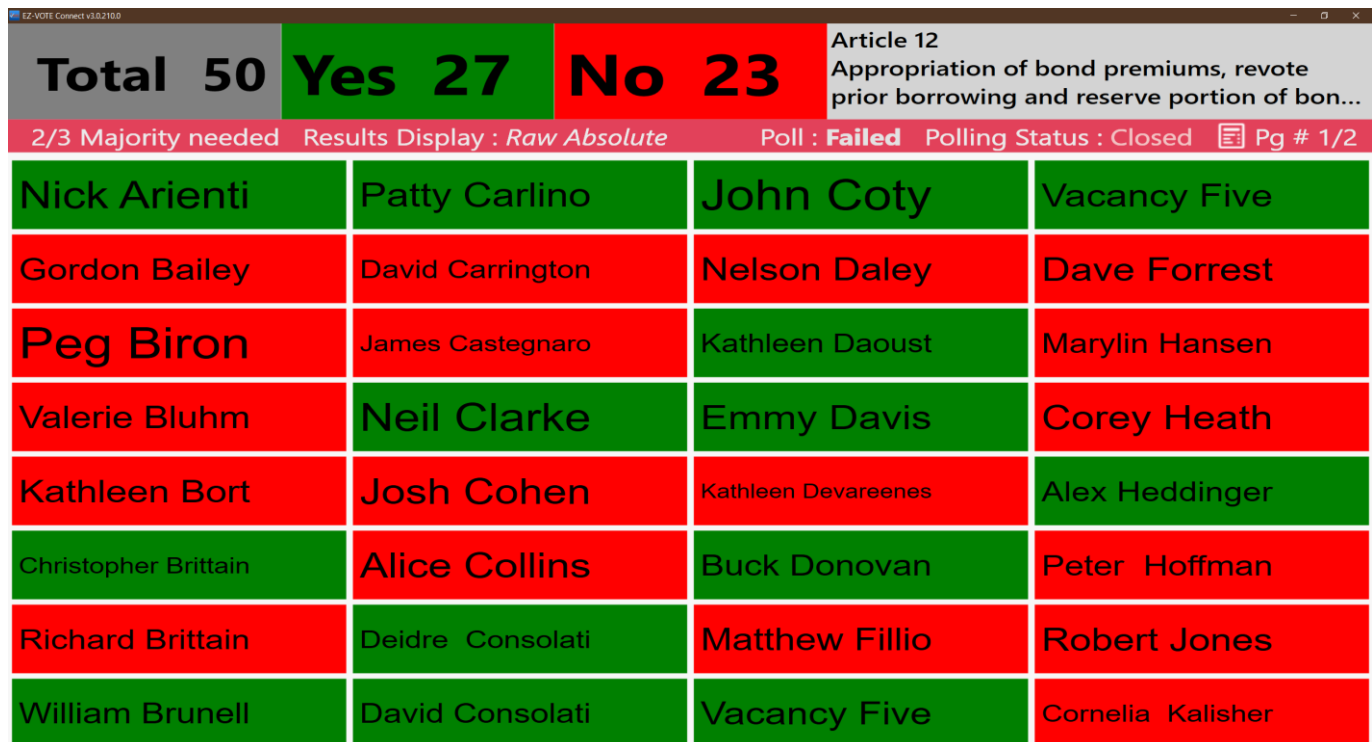 EZ-VOTE Connect v3.0.210.0
Total 50 Yes 27 No 23
Article 12
Appropriation of bond premiums, revote
prior borrowing and reserve portion of bon...
2/3 Majority needed Results Display : Raw Absolute Poll : Failed Polling Status : Closed Pg # 1/2
Nick Arienti Patty Carlino John Coty Vacancy Five
Gordon Bailey David Carrington Nelson Daley Dave Forrest
Peg Biron James Castegnaro Kathleen Daoust Marylin Hansen
Valerie Bluhm Neil Clarke Emmy Davis Corey Heath
Kathleen Bort Josh Cohen Kathleen Devareenes Alex Heddinger
Christopher Brittain Alice Collins Buck Donovan Peter Hoffman
Richard Brittain Deidre Consolati Matthew Fillio Robert Jones
William Brunell David Consolati Vacancy Five Cornelia Kalisher